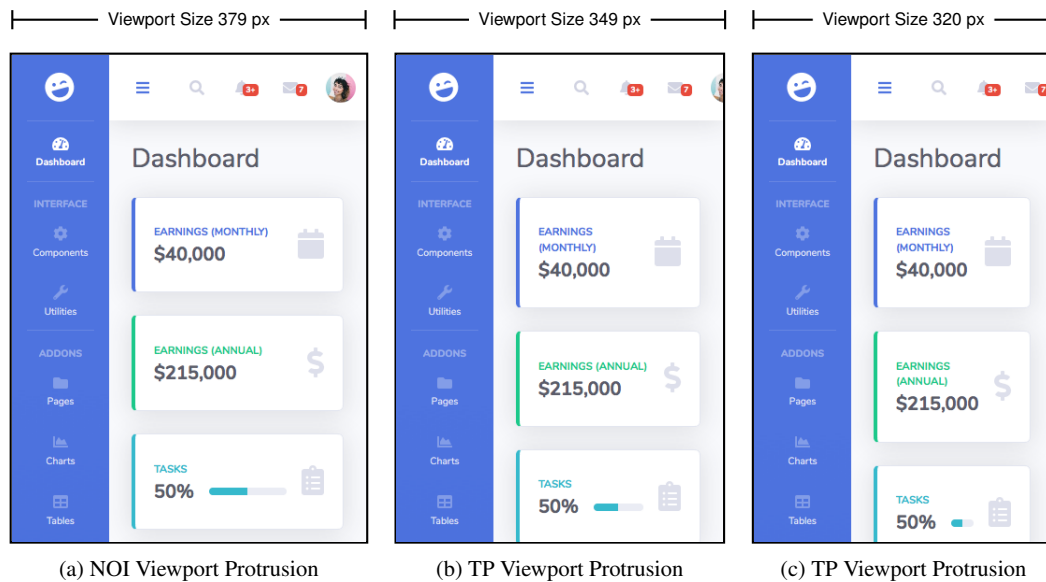 Viewport Size 379 px
3+
7
Dashboard
Dashboard
INTERFACE
EARNINGS (MONTHLY)
$40,000
Components
Utilities
EARNINGS (ANNUAL)
$215,000
ADDONS
Pages
Charts
TASKS
50%
Tables
(a) NOI Viewport Protrusion
Viewport Size 349 px
3+
7
Dashboard
Dashboard
INTERFACE
EARNINGS
(MONTHLY)
$40,000
Components
Utilities
EARNINGS (ANNUAL)
$215,000
ADDONS
Pages
Charts
TASKS
50%
Tables
(b) TP Viewport Protrusion
Viewport Size 320 px
3+
7
Dashboard
Dashboard
INTERFACE
EARNINGS
(MONTHLY)
$40,000
Components
Utilities
EARNINGS
(ANNUAL)
$215,000
ADDONS
Pages
Charts
TASKS
50%
Tables
(c) TP Viewport Protrusion